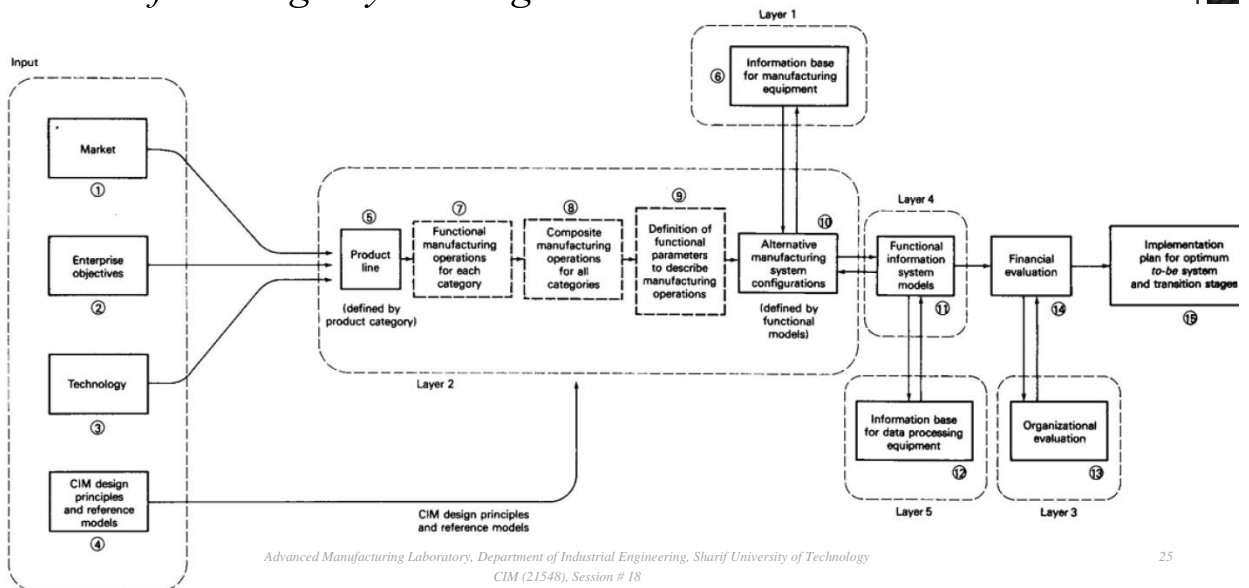 Layer 1
Input
⑥
Information base
for manufacturing
equipment
Market
①
Enterprise
objectives
②
Technology
③
CIM design
principles
and reference
models
④
⑤
Product
line
(defined by
product category)
⑦
Functional
manufacturing
operations
for each
category
⑧
Composite
manufacturing
operations
for all
categories
⑨
Definition of
functional
parameters
to describe
manufacturing
operations
⑩
Alternative
manufacturing
system
configurations
(defined by
functional
models)
Layer 2
CIM design principles
and reference models
Layer 4
Functional
information
system
models
⑪
Information base
for data processing
equipment
⑫
Layer 5
Financial
evaluation
⑭
Organizational
evaluation
⑬
Layer 3
Implementation
plan for optimum
to-be system
and transition stages
⑮
Advanced Manufacturing Laboratory, Department of Industrial Engineering, Sharif University of Technology
CIM (21548), Session # 18
25